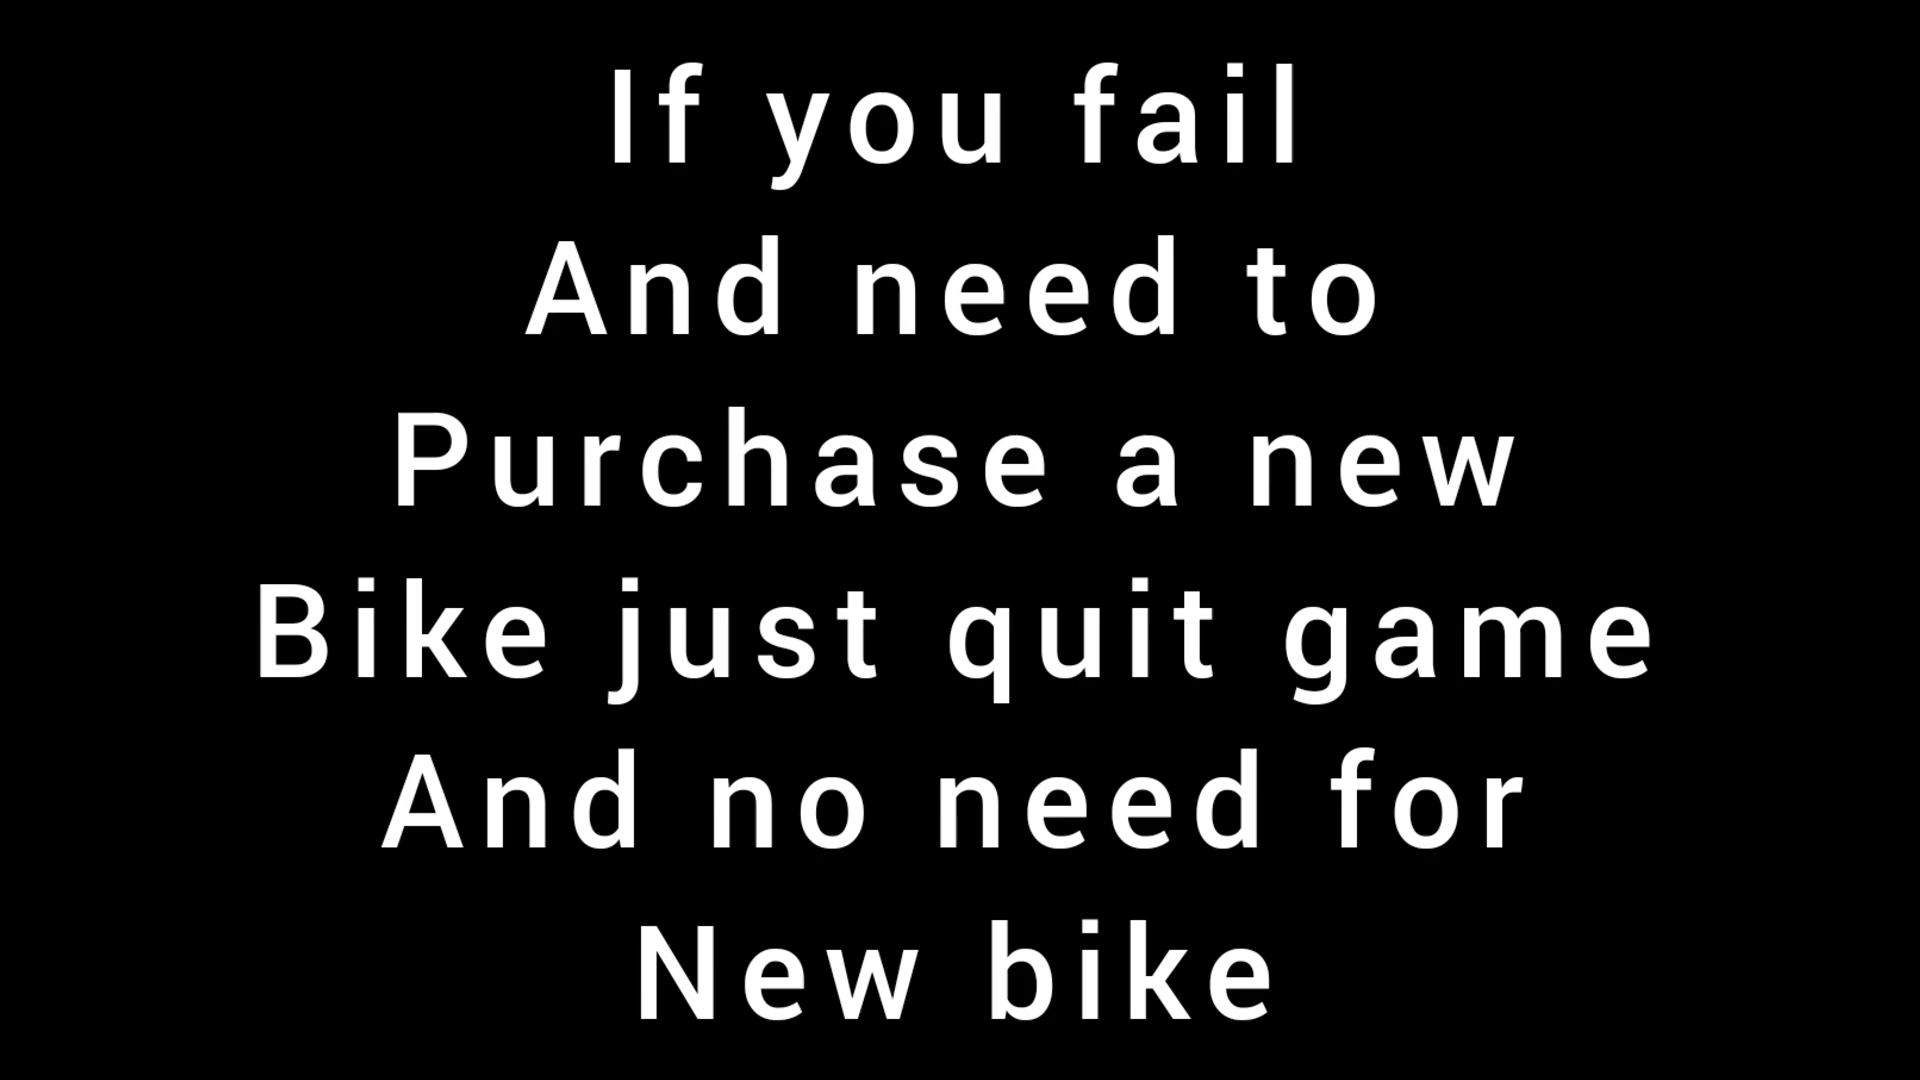 If you fail
And need to
Purchase a new
Bike just quit game
And no need for
New bike